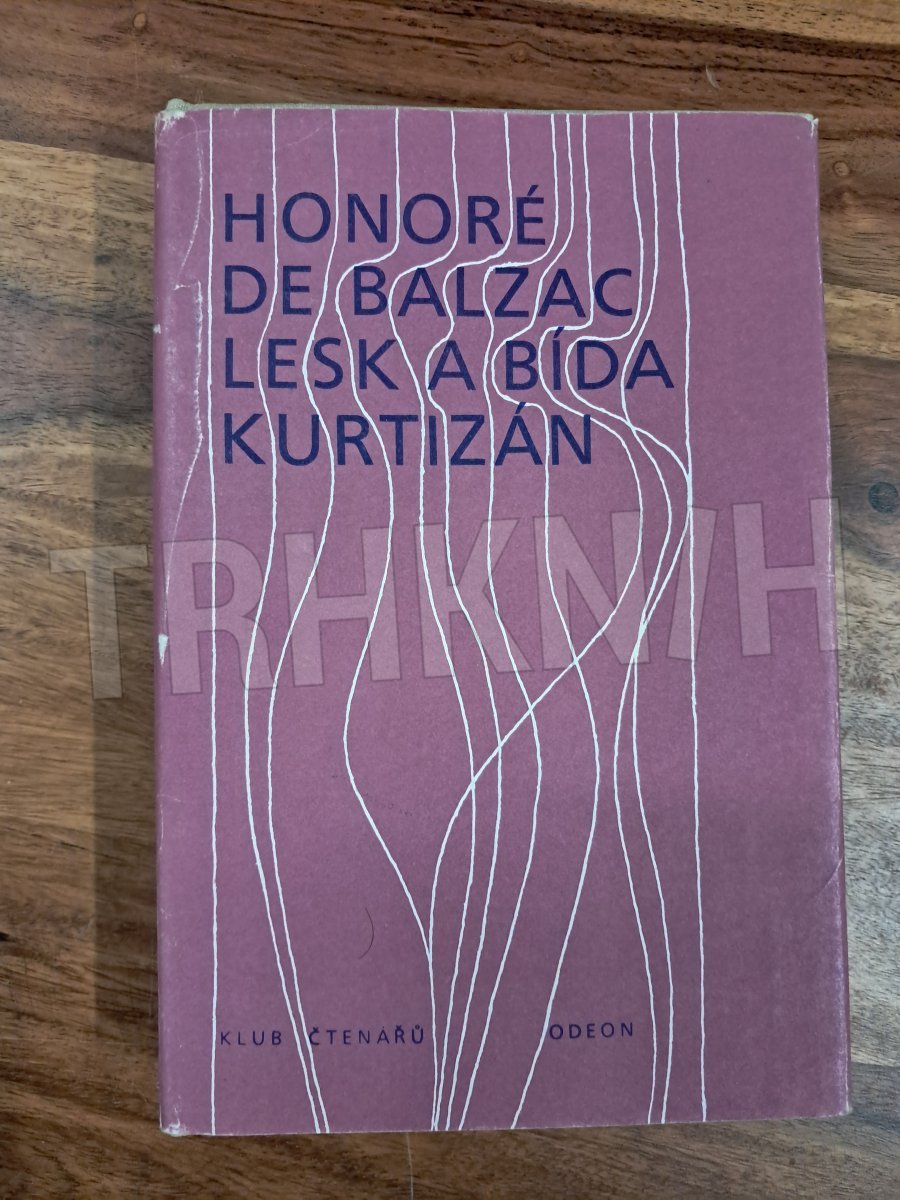 HONORÉ
DE BALZAC
LESK A BÍDA
KURTIZÁN
TRHKNIH
KLUB ČTENÁŘŮ ODEON